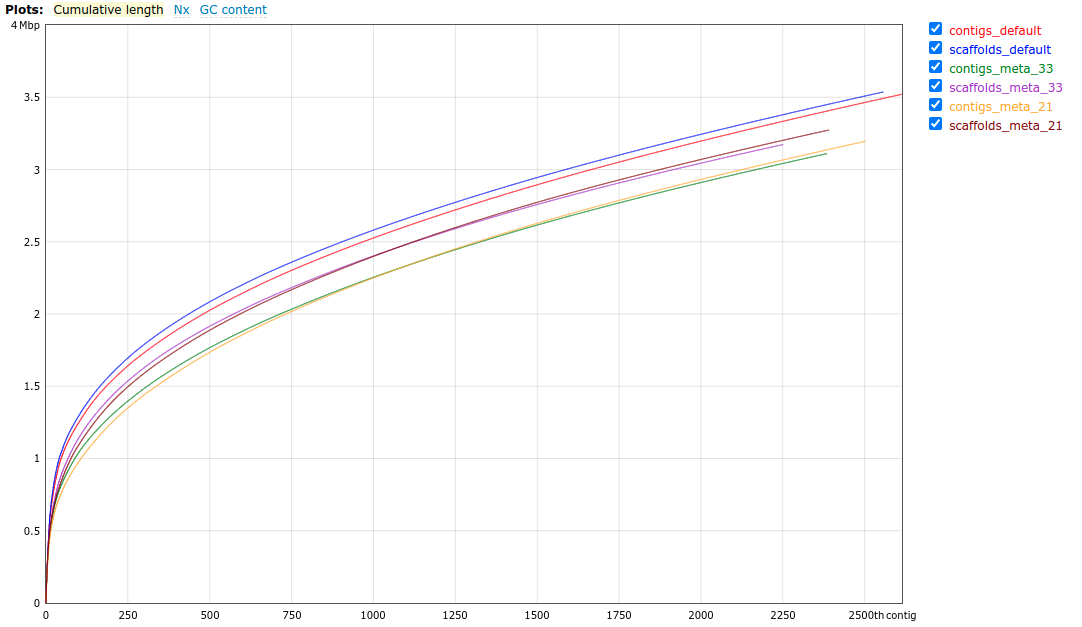 Plots: Cumulative length Nx GC content
4 Mbp
3.5
3
2.5
2
1.5
1
0.5
0
0 250 500 750 1000 1250 1500 1750 2000 2250 2500th contig
contigs_default
scaffolds_default
contigs_meta_33
scaffolds_meta_33
contigs_meta_21
scaffolds_meta_21